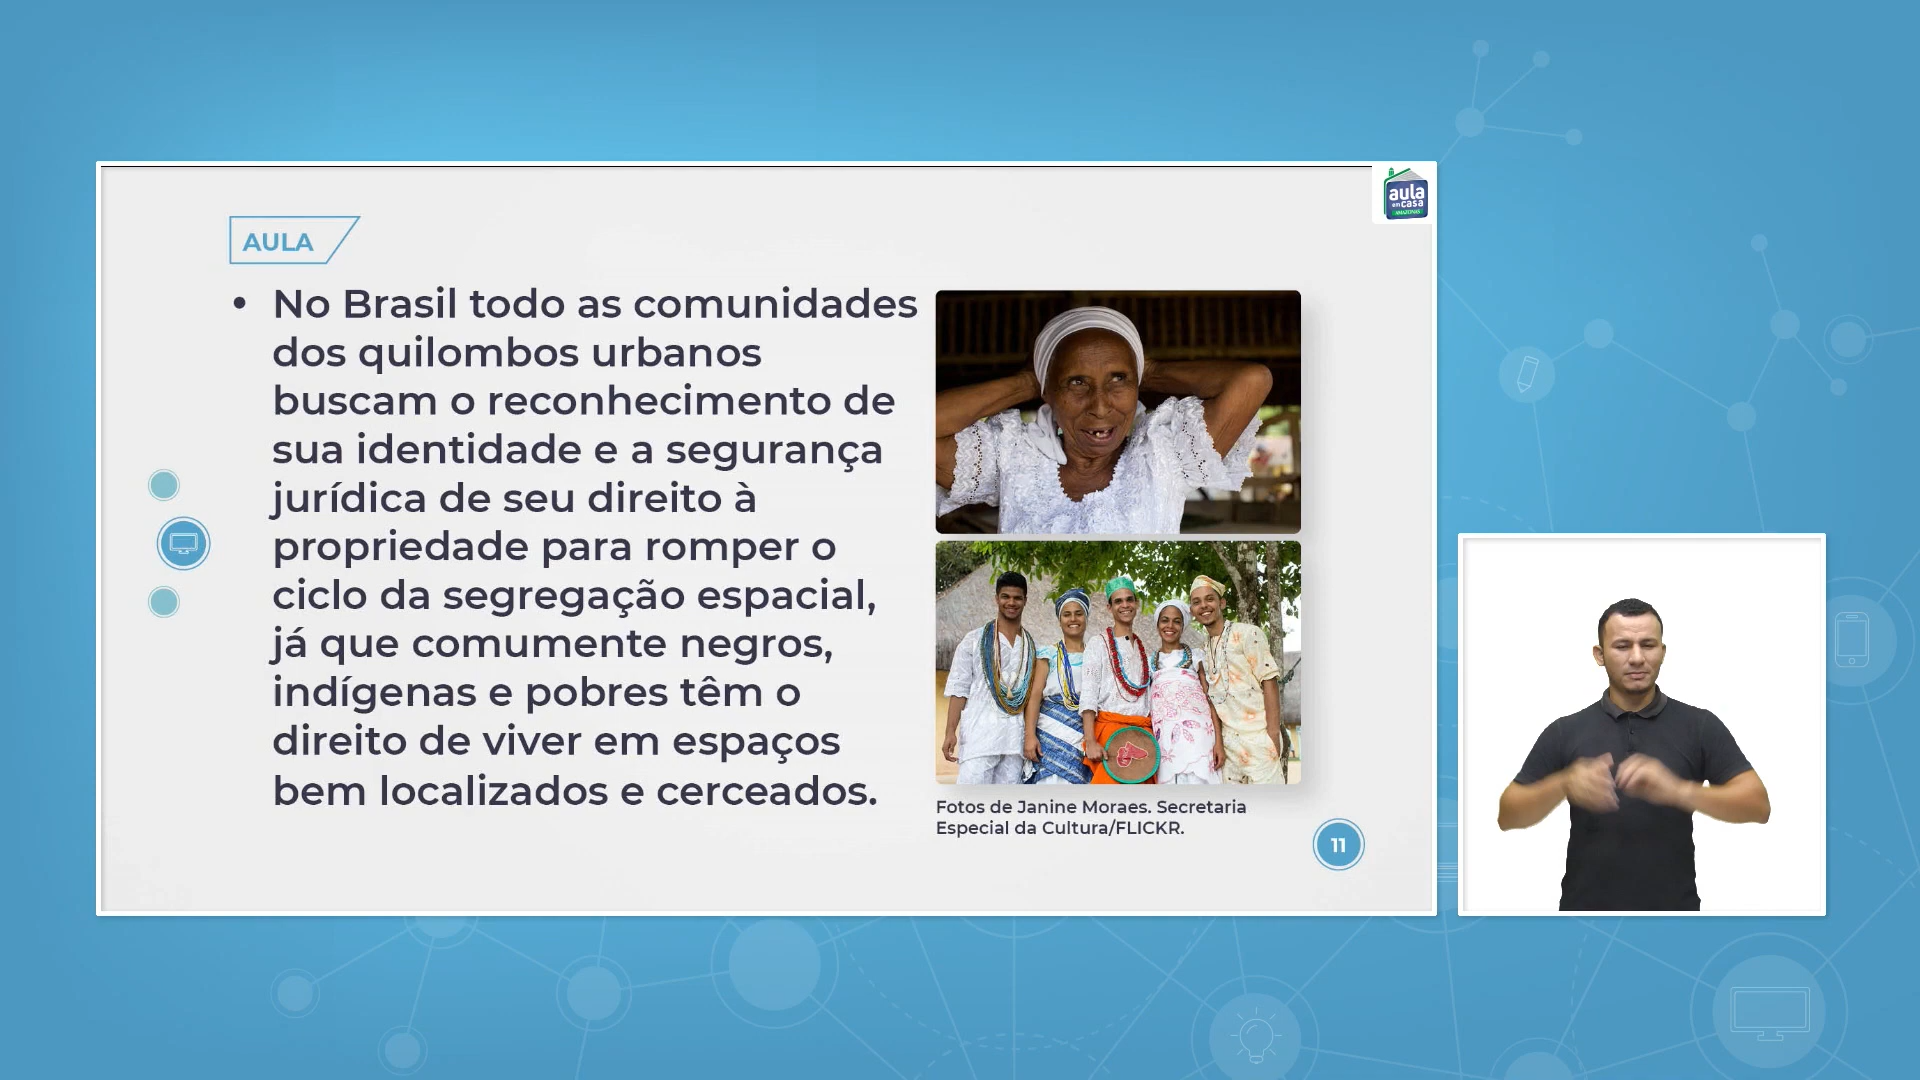 aula
em casa
AMAZONAS
AULA
• No Brasil todo as comunidades
dos quilombos urbanos
buscam o reconhecimento de
sua identidade e a segurança
jurídica de seu direito à
propriedade para romper o
ciclo da segregação espacial,
já que comumente negros,
indígenas e pobres têm o
direito de viver em espaços
bem localizados e cerceados.
Fotos de Janine Moraes. Secretaria
Especial da Cultura/FLICKR.
11